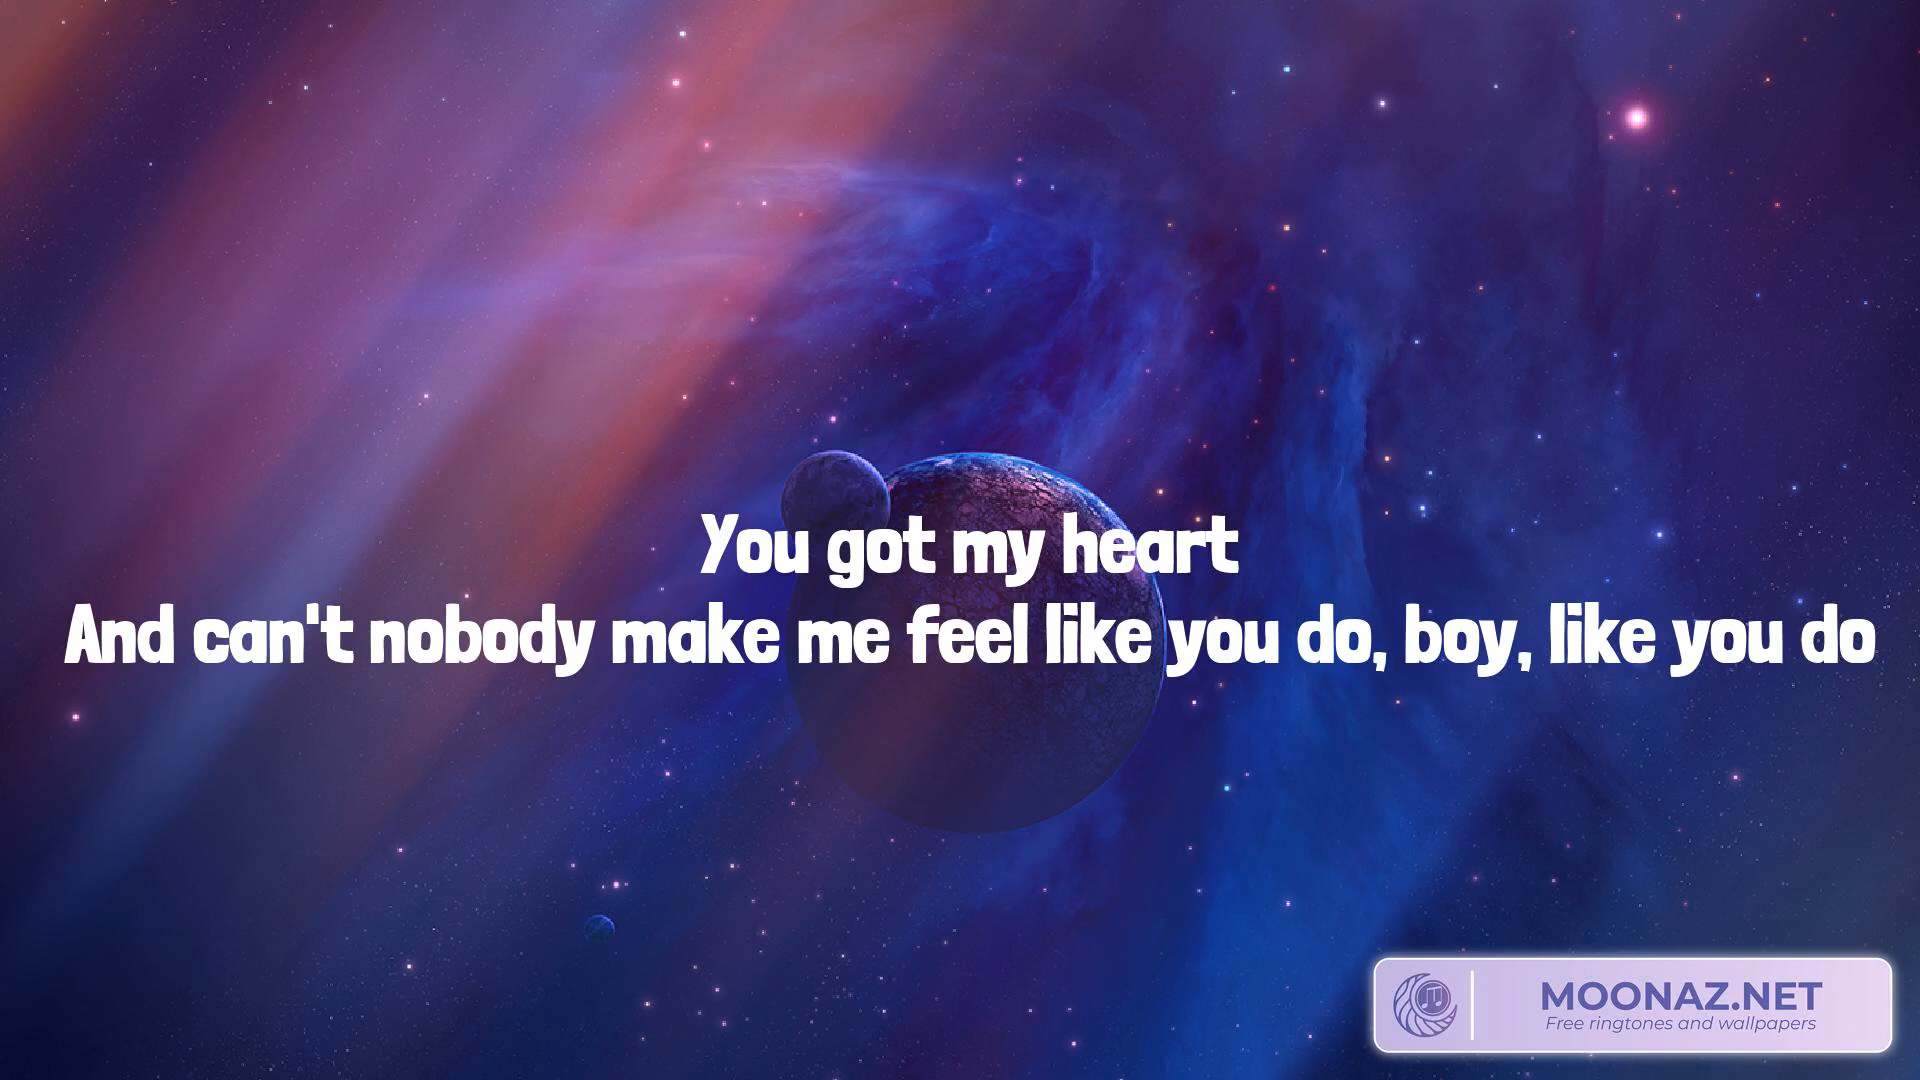 You got my heart
And can't nobody make me feel like you do, boy, like you do
MOONAZ.NET
Free ringtones and wallpapers